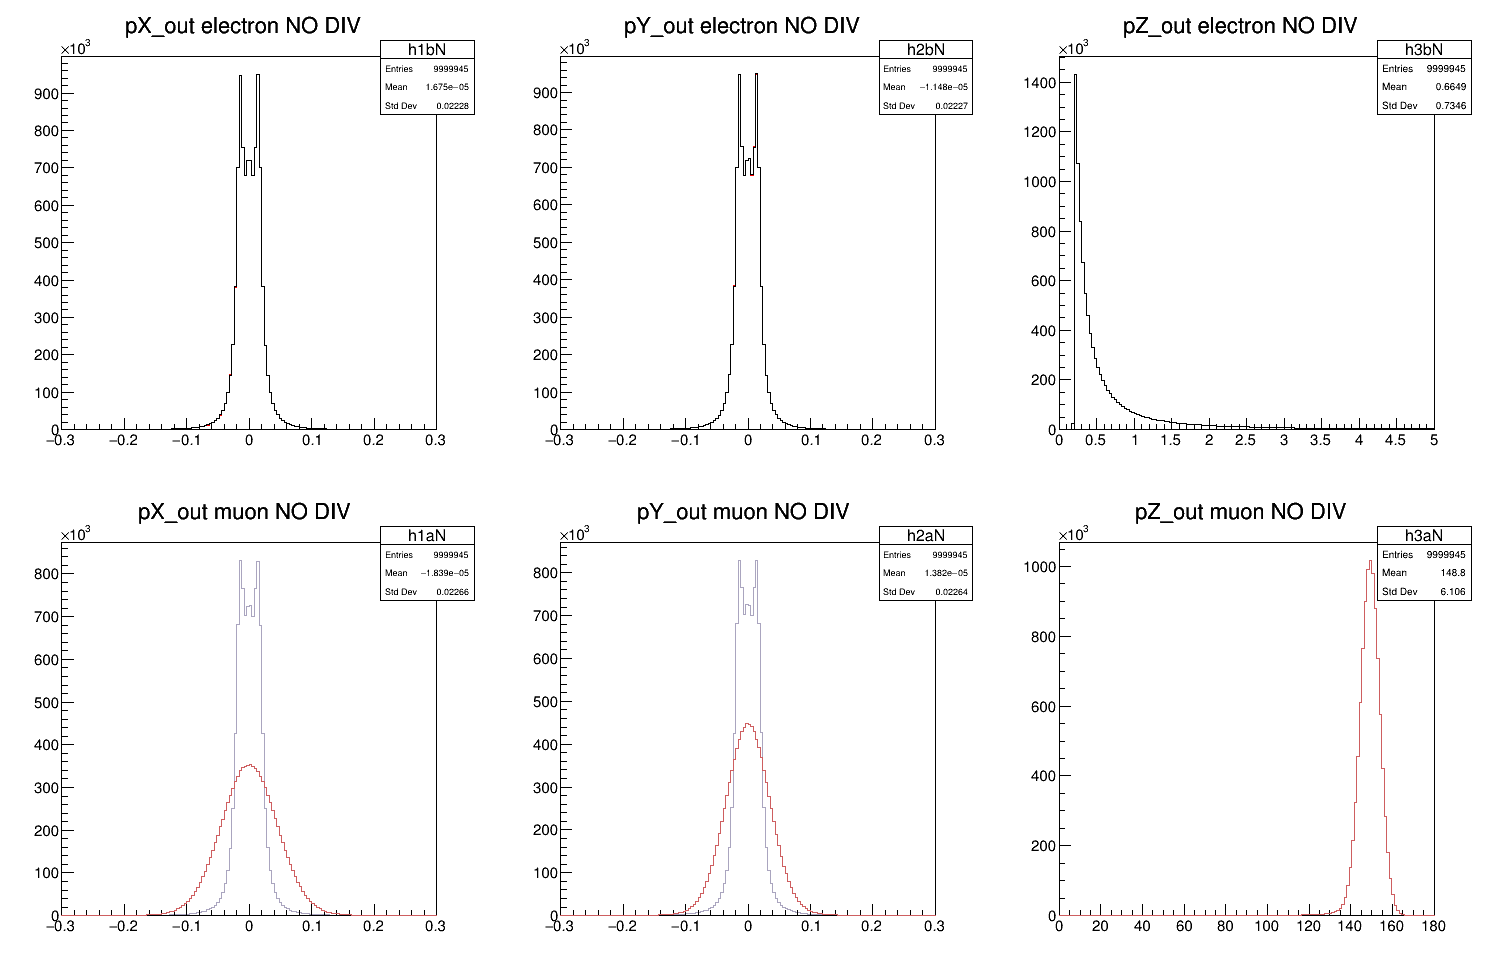 pX_out electron NO DIV
×10³
h1bN
Entries 9999945
Mean 1.675e−05
Std Dev 0.02228
900
800
700
600
500
400
300
200
100
0
−0.3 −0.2 −0.1 0 0.1 0.2 0.3
pY_out electron NO DIV
×10³
h2bN
Entries 9999945
Mean −1.148e−05
Std Dev 0.02227
900
800
700
600
500
400
300
200
100
0
−0.3 −0.2 −0.1 0 0.1 0.2 0.3
pZ_out electron NO DIV
×10³
h3bN
Entries 9999945
Mean 0.6649
Std Dev 0.7346
1400
1200
1000
800
600
400
200
0
0 0.5 1 1.5 2 2.5 3 3.5 4 4.5 5
pX_out muon NO DIV
×10³
h1aN
Entries 9999945
Mean −1.839e−05
Std Dev 0.02266
800
700
600
500
400
300
200
100
0
−0.3 −0.2 −0.1 0 0.1 0.2 0.3
pY_out muon NO DIV
×10³
h2aN
Entries 9999945
Mean 1.382e−05
Std Dev 0.02264
800
700
600
500
400
300
200
100
0
−0.3 −0.2 −0.1 0 0.1 0.2 0.3
pZ_out muon NO DIV
×10³
h3aN
Entries 9999945
Mean 148.8
Std Dev 6.106
1000
800
600
400
200
0
0 20 40 60 80 100 120 140 160 180